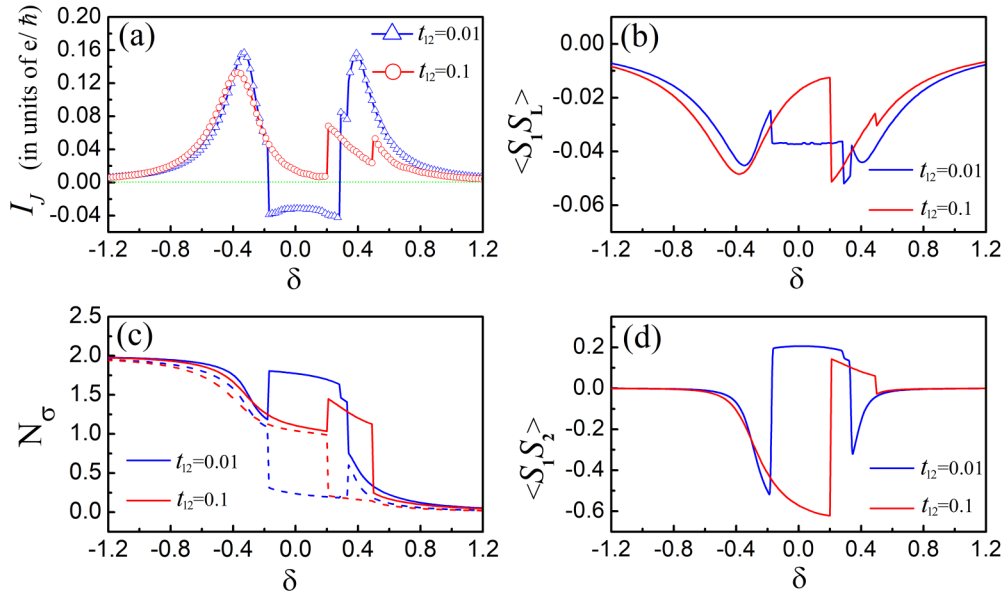 (a)
I_J (in units of e/ħ)
0.20
0.16
0.12
0.08
0.04
0.00
-0.04
t₁₂=0.01
t₁₂=0.1
-1.2 -0.8 -0.4 0.0 0.4 0.8 1.2
δ
(b)
<S₁S_L>
0.00
-0.02
-0.04
-0.06
t₁₂=0.01
t₁₂=0.1
-1.2 -0.8 -0.4 0.0 0.4 0.8 1.2
δ
(c)
N_σ
2.5
2.0
1.5
1.0
0.5
0.0
t₁₂=0.01
t₁₂=0.1
-1.2 -0.8 -0.4 0.0 0.4 0.8 1.2
δ
(d)
<S₁S₂>
0.2
0.0
-0.2
-0.4
-0.6
t₁₂=0.01
t₁₂=0.1
-1.2 -0.8 -0.4 0.0 0.4 0.8 1.2
δ